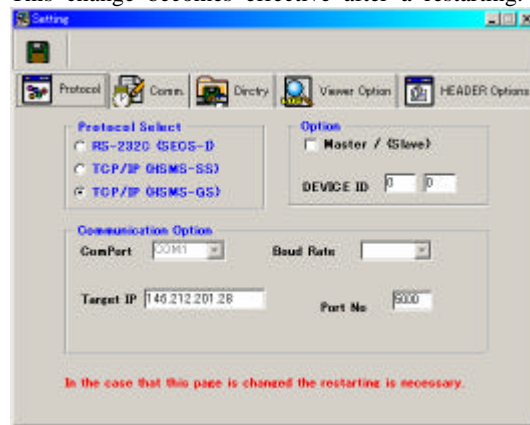 This change becomes effective after a restarting.
Setting
Protocol Comm. Dirctry Viewer Option HEADER Options
Protocol Select
RS-232C (SECS-I)
TCP/IP (HSMS-SS)
TCP/IP (HSMS-GS)
Option
Master / (Slave)
DEVICE ID 0 0
Communication Option
ComPort COM1 Boud Rate
Target IP 146.212.201.28 Port No 5000
In the case that this page is changed the restarting is necessary.